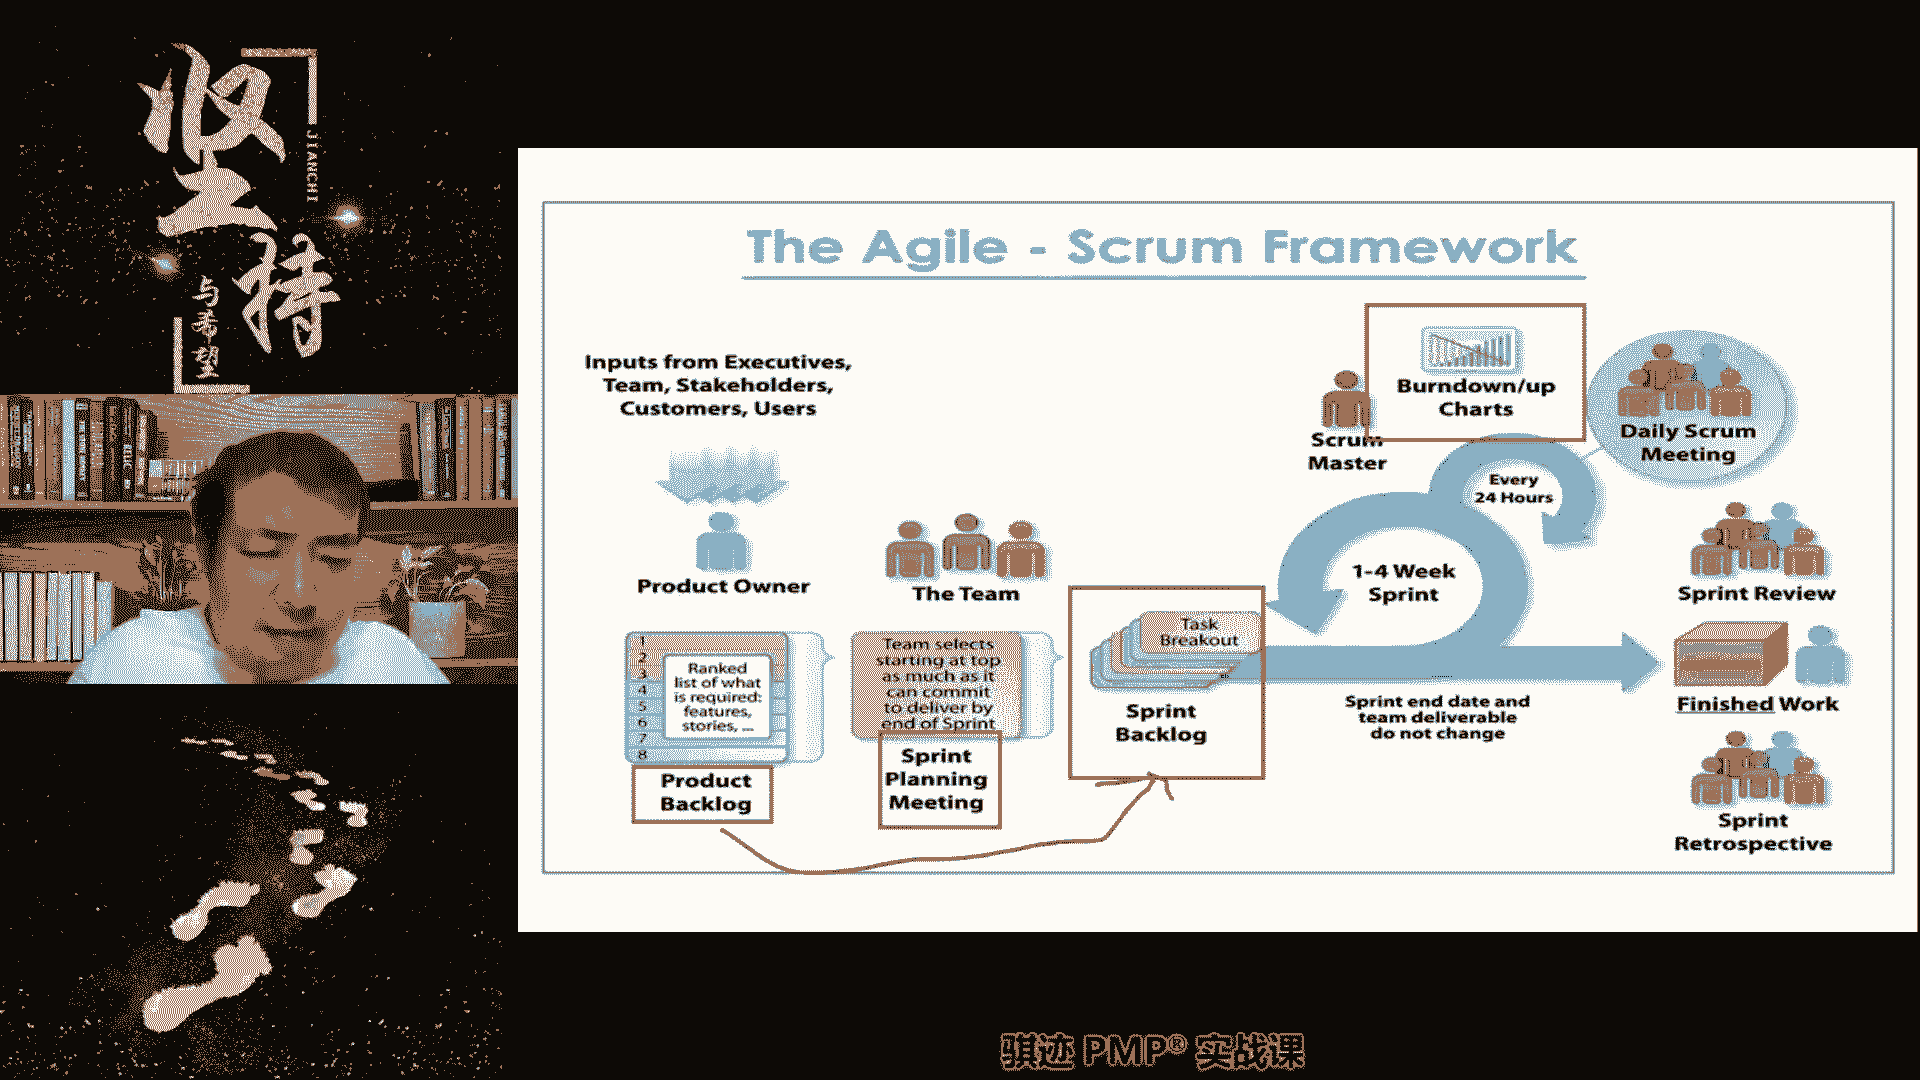 坚持
JIANCHI
与希望
The Agile - Scrum Framework
Inputs from Executives,
Team, Stakeholders,
Customers, Users
Product Owner
The Team
1
2
3
4
5
6
7
8
Ranked
list of what
is required:
features,
stories, ...
Product
Backlog
Team selects
starting at top
as much as it
can commit
to deliver by
end of Sprint
Sprint
Planning
Meeting
Task
Breakout
Sprint
Backlog
Scrum
Master
Burndown/up
Charts
Every
24 Hours
1-4 Week
Sprint
Daily Scrum
Meeting
Sprint end date and
team deliverable
do not change
Sprint Review
Finished Work
Sprint
Retrospective
骐迹 PMP® 实战课